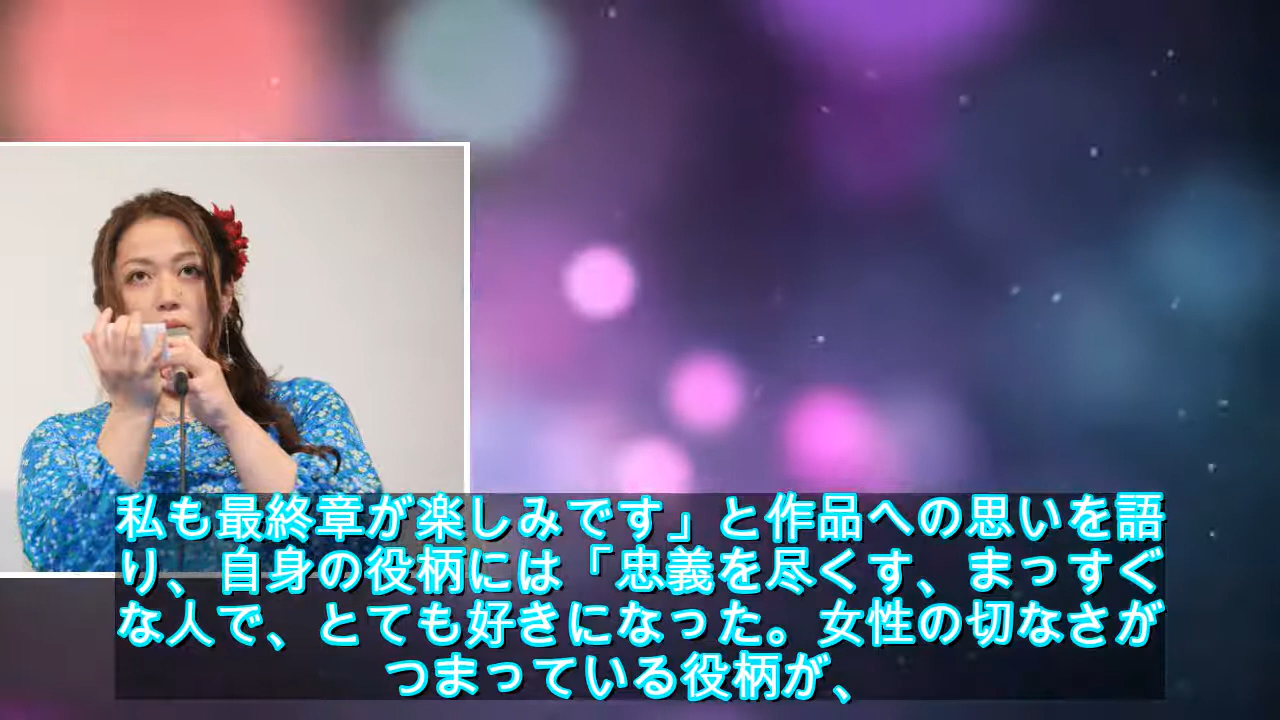 私も最終章が楽しみです」と作品への思いを語
り、自身の役柄には「忠義を尽くす、まっすぐ
な人で、とても好きになった。女性の切なさが
つまっている役柄が、